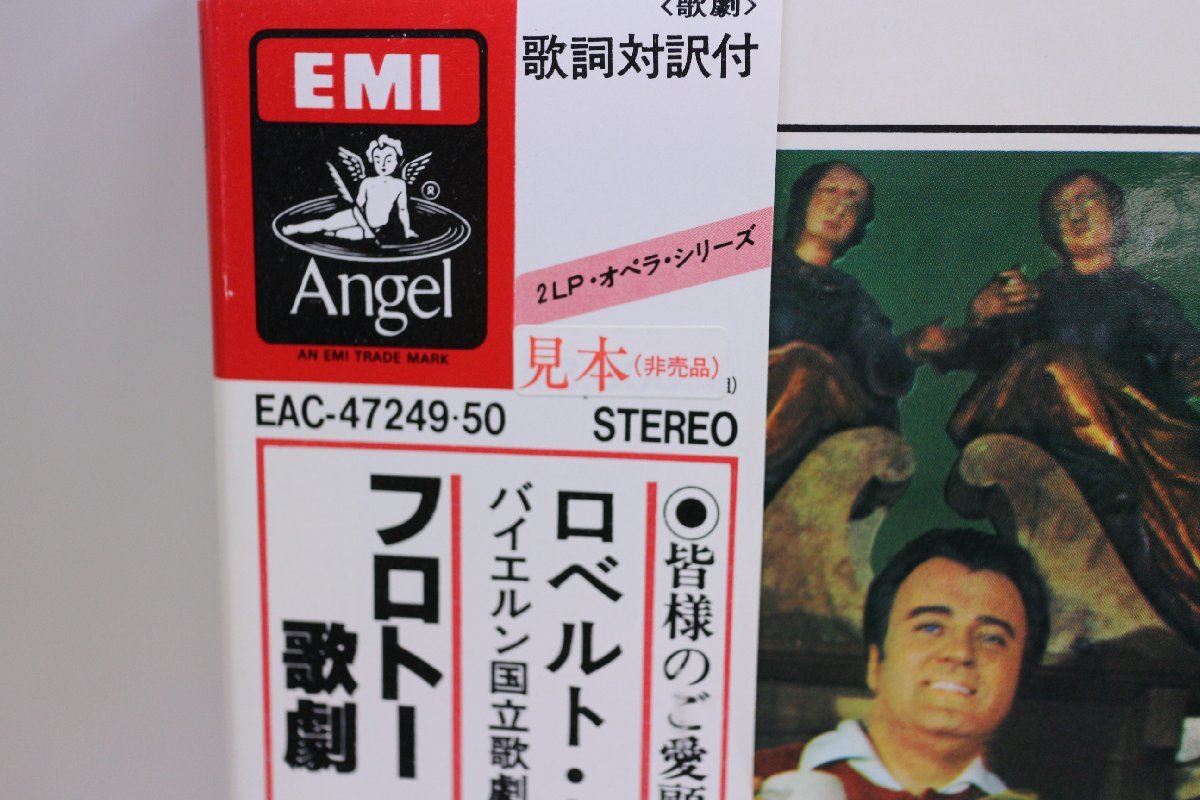 〈歌劇〉
歌詞対訳付
EMI
®
Angel
AN EMI TRADE MARK
2LP・オペラ・シリーズ
見本(非売品)
EAC-47249·50 STEREO
◉皆様のご愛顧
ロベルト・
バイエルン国立歌劇
フロトー
歌劇